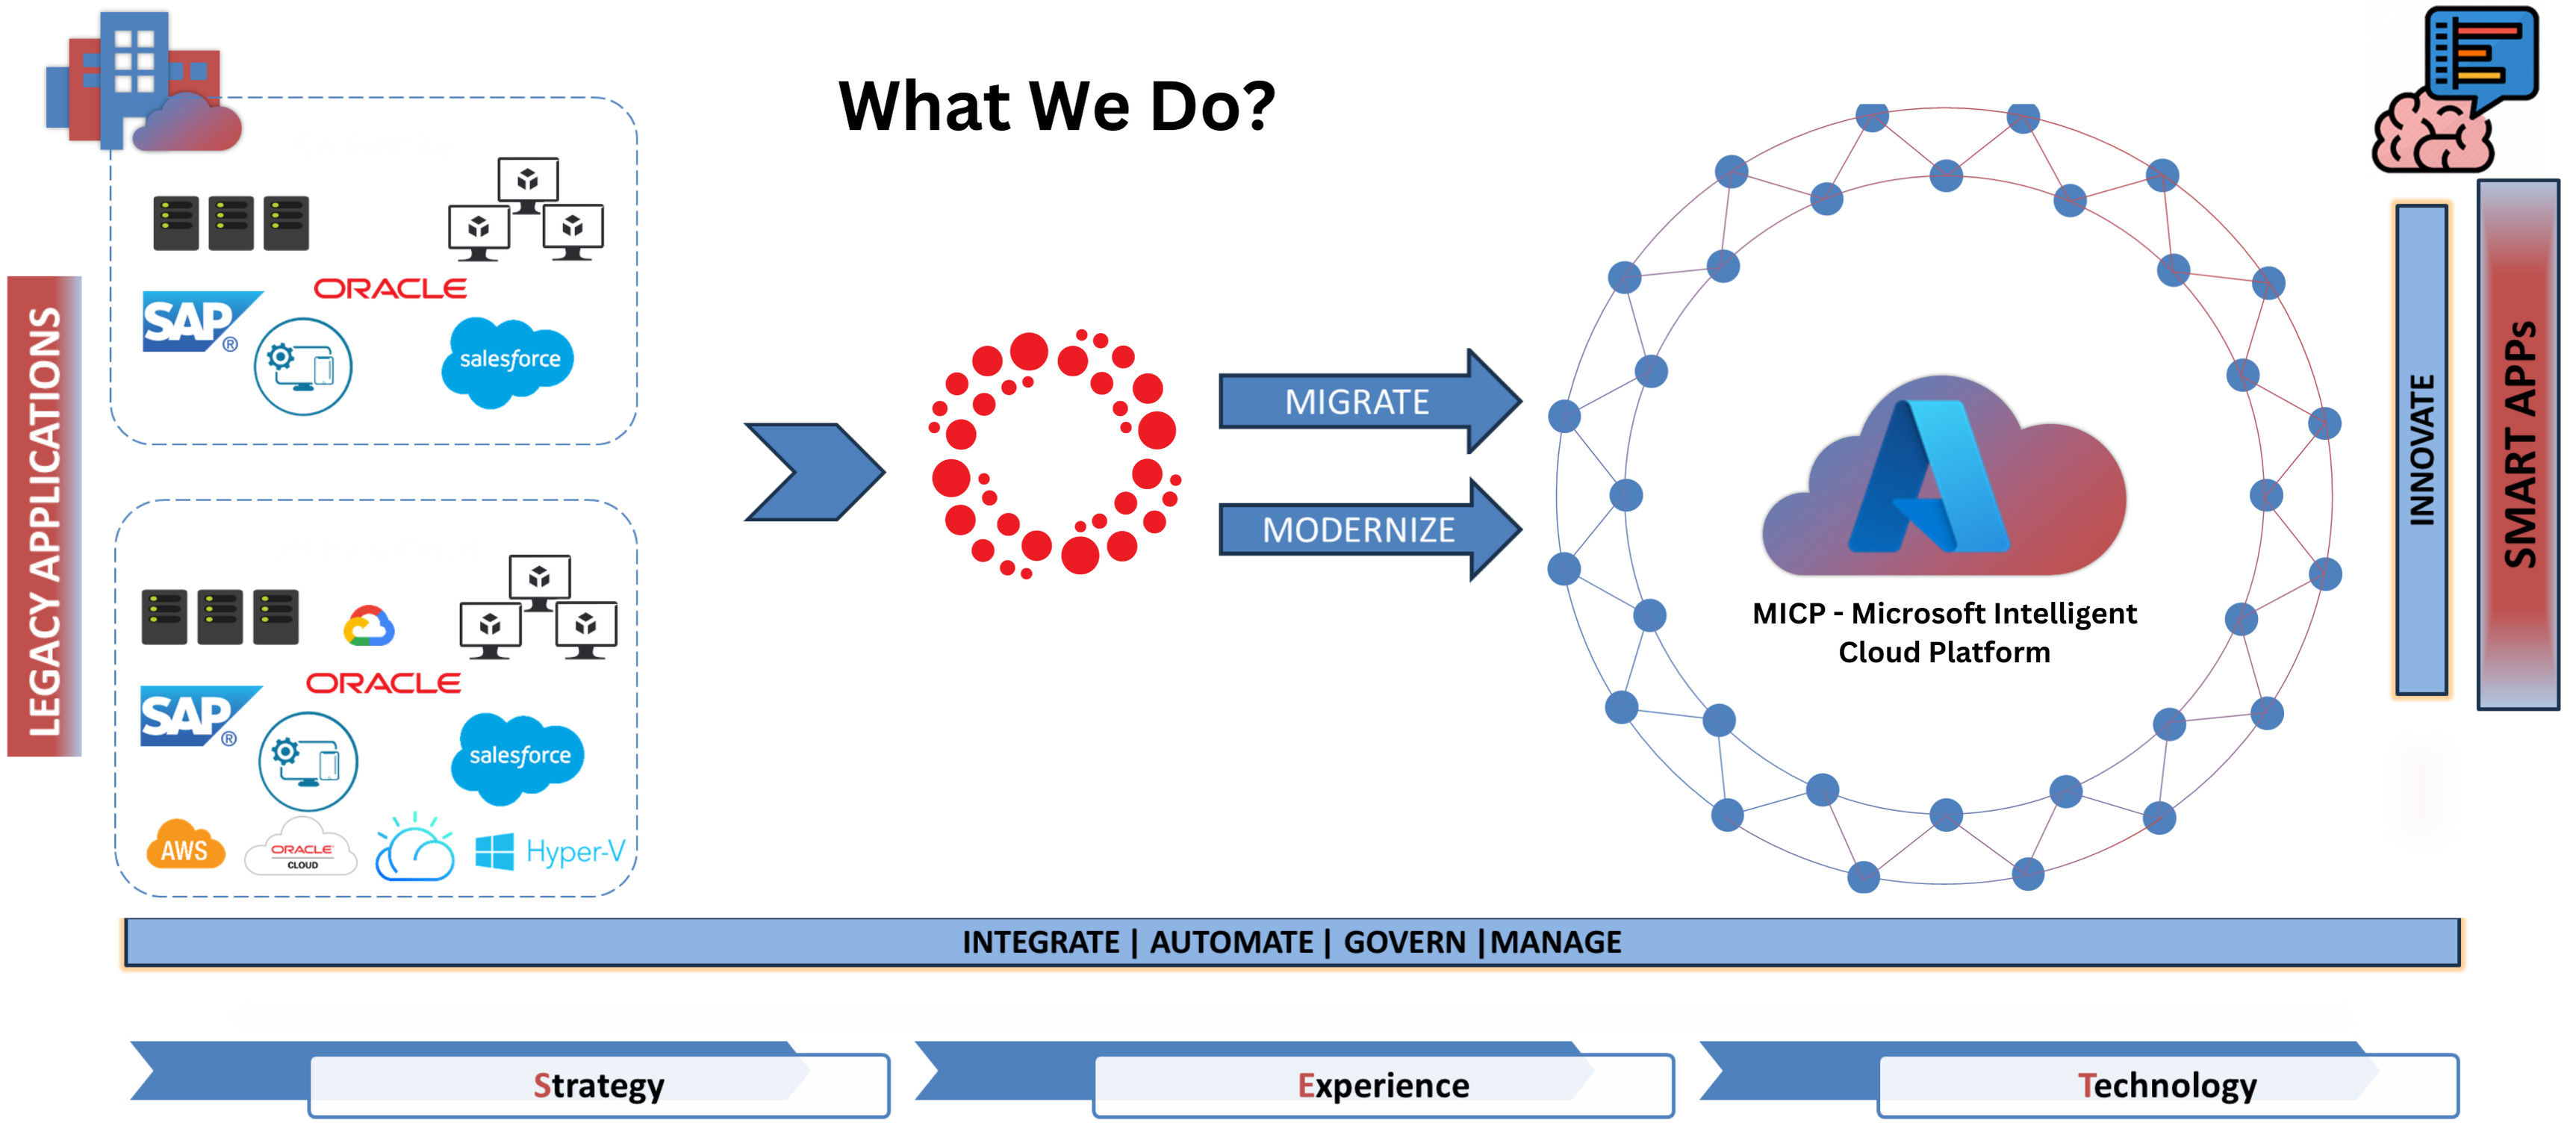 What We Do?
LEGACY APPLICATIONS
ORACLE
SAP
®
salesforce
ORACLE
SAP
®
salesforce
AWS
ORACLE
CLOUD
Hyper-V
MIGRATE
MODERNIZE
MICP - Microsoft Intelligent
Cloud Platform
INNOVATE
SMART APPs
INTEGRATE | AUTOMATE | GOVERN |MANAGE
Strategy
Experience
Technology